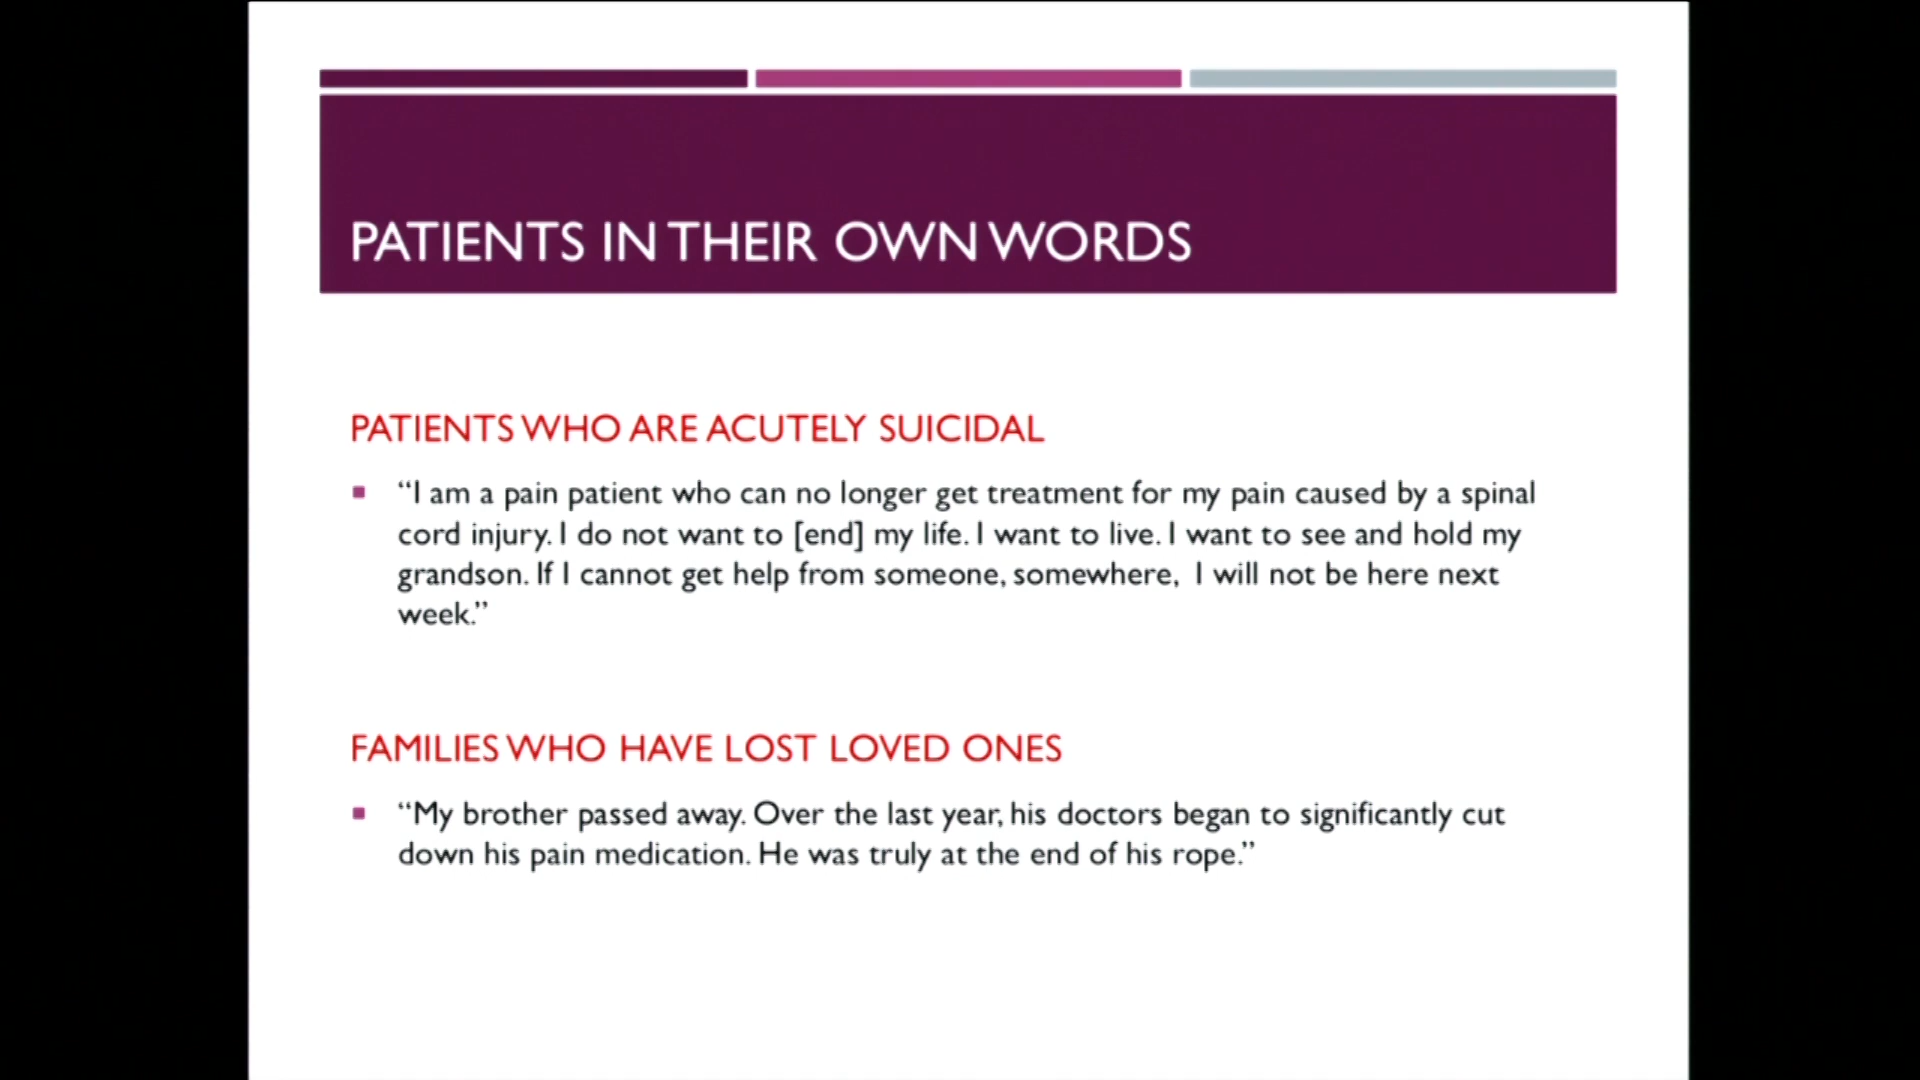 PATIENTS IN THEIR OWN WORDS
PATIENTS WHO ARE ACUTELY SUICIDAL
“I am a pain patient who can no longer get treatment for my pain caused by a spinal
cord injury. I do not want to [end] my life. I want to live. I want to see and hold my
grandson. If I cannot get help from someone, somewhere, I will not be here next
week.”
FAMILIES WHO HAVE LOST LOVED ONES
“My brother passed away. Over the last year, his doctors began to significantly cut
down his pain medication. He was truly at the end of his rope.”